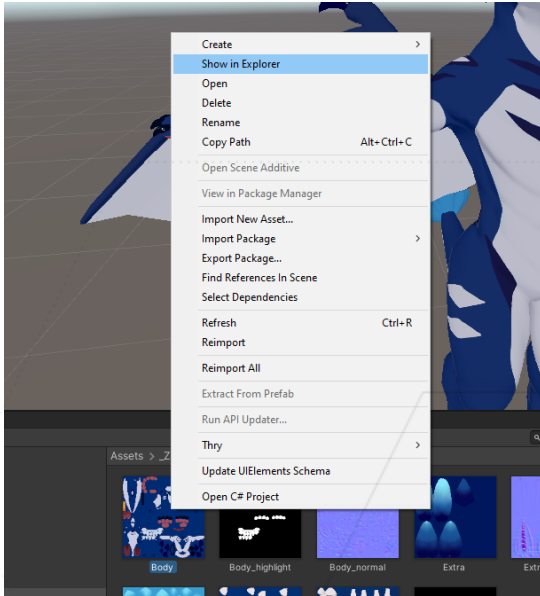 Create
Show in Explorer
Open
Delete
Rename
Copy Path Alt+Ctrl+C
Open Scene Additive
View in Package Manager
Import New Asset...
Import Package
Export Package...
Find References In Scene
Select Dependencies
Refresh Ctrl+R
Reimport
Reimport All
Extract From Prefab
Run API Updater...
Thry
Update UIElements Schema
Open C# Project
Assets > _Z
Body Body_highlight Body_normal Extra Extr